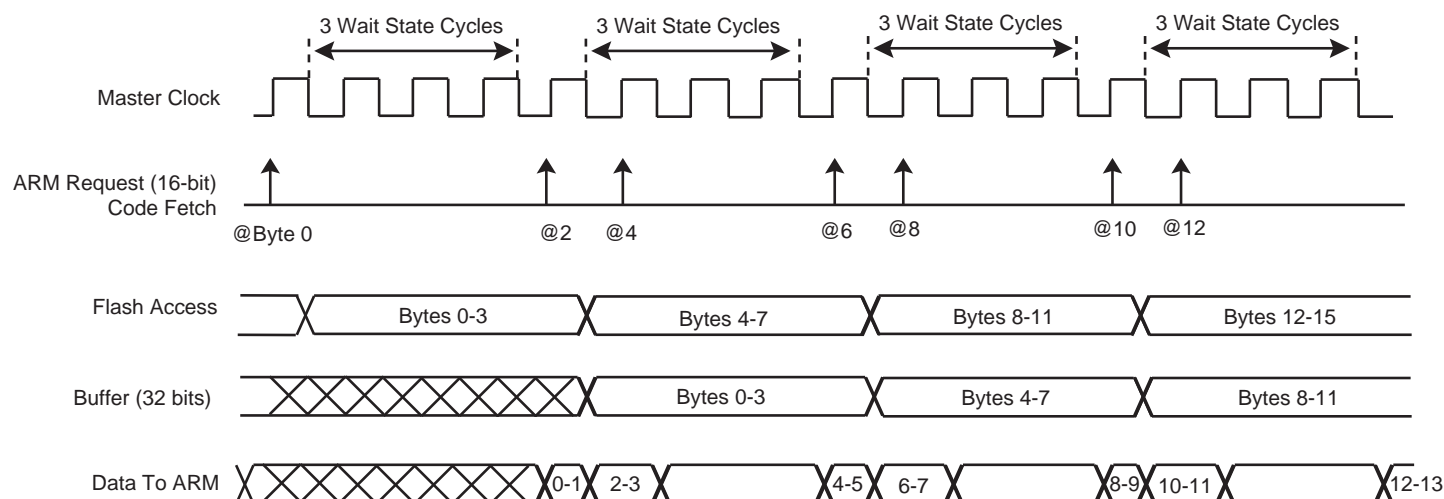 3 Wait State Cycles 3 Wait State Cycles 3 Wait State Cycles 3 Wait State Cycles
Master Clock
ARM Request (16-bit)
Code Fetch
@Byte 0 @2 @4 @6 @8 @10 @12
Flash Access Bytes 0-3 Bytes 4-7 Bytes 8-11 Bytes 12-15
Buffer (32 bits) Bytes 0-3 Bytes 4-7 Bytes 8-11
Data To ARM 0-1 2-3 4-5 6-7 8-9 10-11 12-13